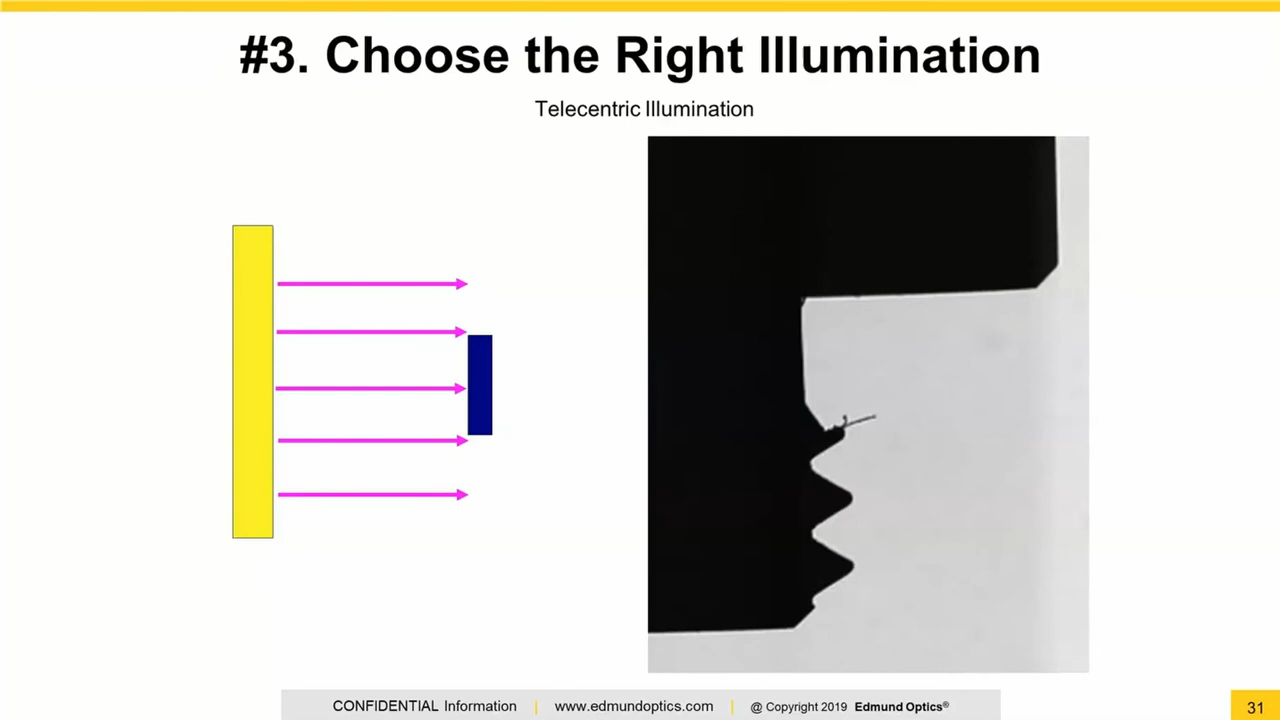 #3. Choose the Right Illumination
Telecentric Illumination
CONFIDENTIAL Information | www.edmundoptics.com | @ Copyright 2019 Edmund Optics®
31